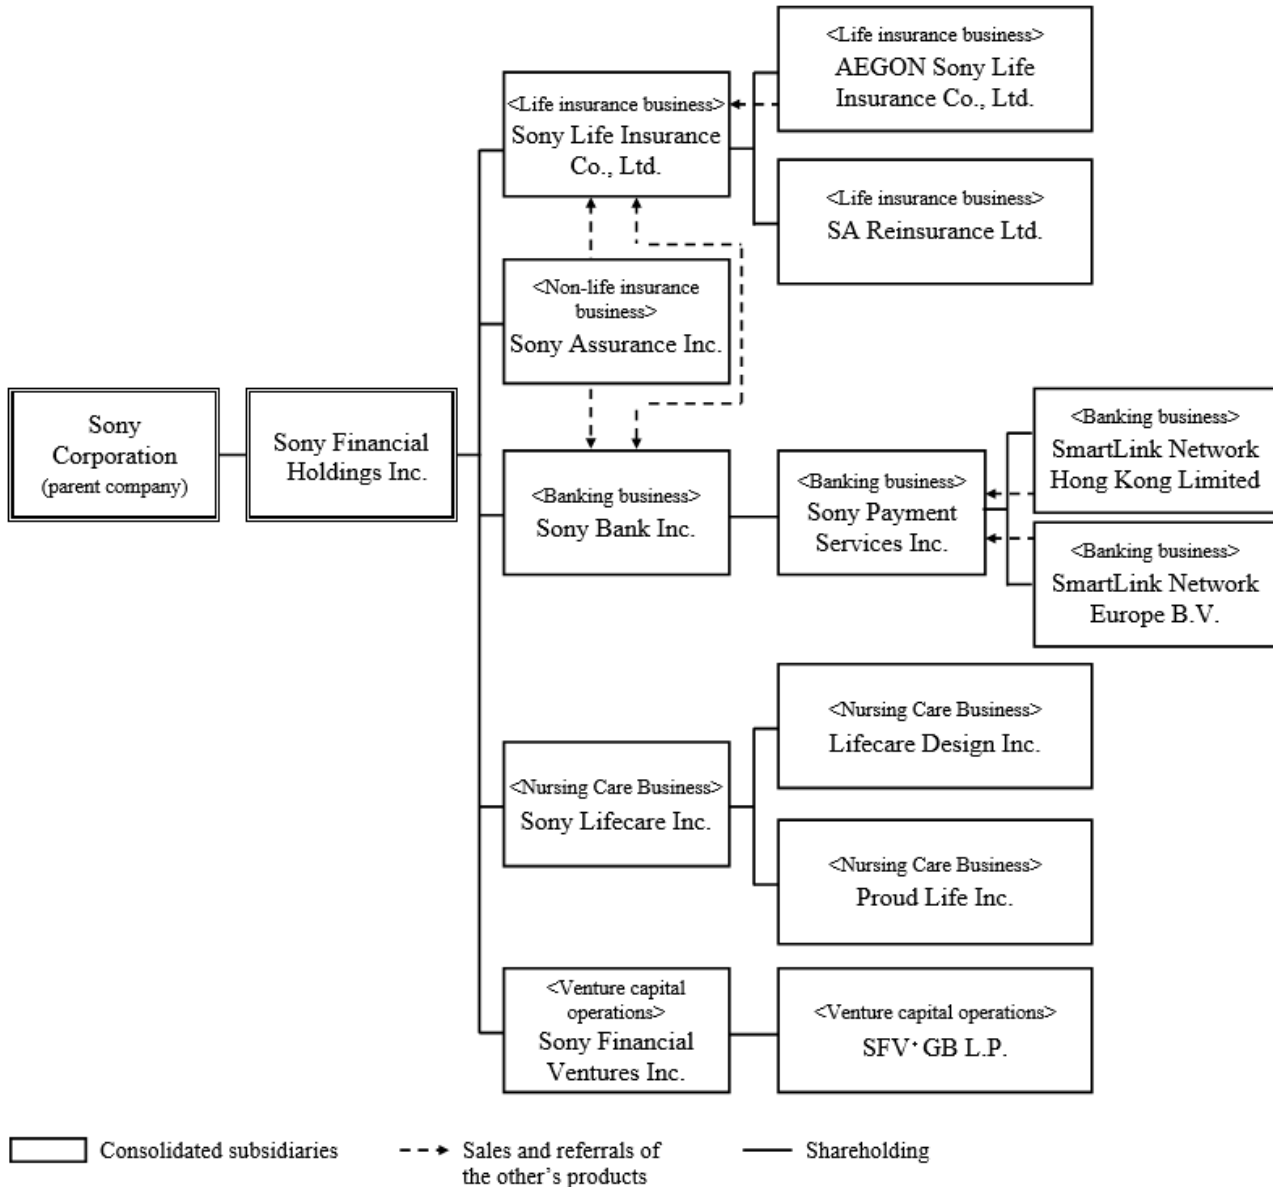 <Life insurance business>
AEGON Sony Life
Insurance Co., Ltd.
<Life insurance business>
Sony Life Insurance
Co., Ltd.
<Life insurance business>
SA Reinsurance Ltd.
<Non-life insurance
business>
Sony Assurance Inc.
Sony
Corporation
(parent company)
Sony Financial
Holdings Inc.
<Banking business>
Sony Bank Inc.
<Banking business>
Sony Payment
Services Inc.
<Banking business>
SmartLink Network
Hong Kong Limited
<Banking business>
SmartLink Network
Europe B.V.
<Nursing Care Business>
Sony Lifecare Inc.
<Nursing Care Business>
Lifecare Design Inc.
<Nursing Care Business>
Proud Life Inc.
<Venture capital
operations>
Sony Financial
Ventures Inc.
<Venture capital operations>
SFV・GB L.P.
Consolidated subsidiaries
Sales and referrals of
the other’s products
Shareholding